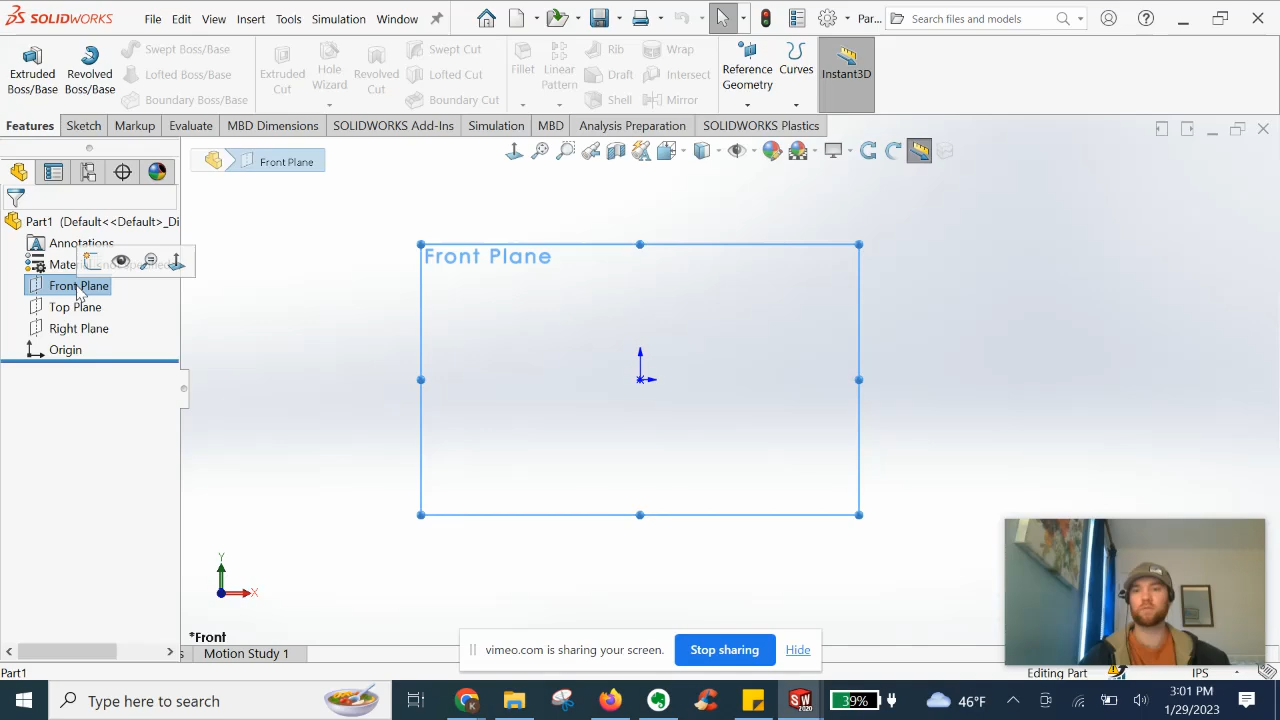 SOLIDWORKS File Edit View Insert Tools Simulation Window Par... Search files and models
Extruded Boss/Base
Revolved Boss/Base
Swept Boss/Base
Lofted Boss/Base
Boundary Boss/Base
Extruded Cut
Hole Wizard
Revolved Cut
Swept Cut
Lofted Cut
Boundary Cut
Fillet
Linear Pattern
Rib
Draft
Shell
Wrap
Intersect
Mirror
Reference Geometry
Curves
Instant3D
Features Sketch Markup Evaluate MBD Dimensions SOLIDWORKS Add-Ins Simulation MBD Analysis Preparation SOLIDWORKS Plastics
Front Plane
Part1 (Default<<Default>_Di
Annotations
Front Plane
Top Plane
Right Plane
Origin
Front Plane
Y
X
*Front
Motion Study 1
vimeo.com is sharing your screen. Stop sharing Hide
Part1 Editing Part IPS
Type here to search 39% 46°F
3:01 PM
1/29/2023